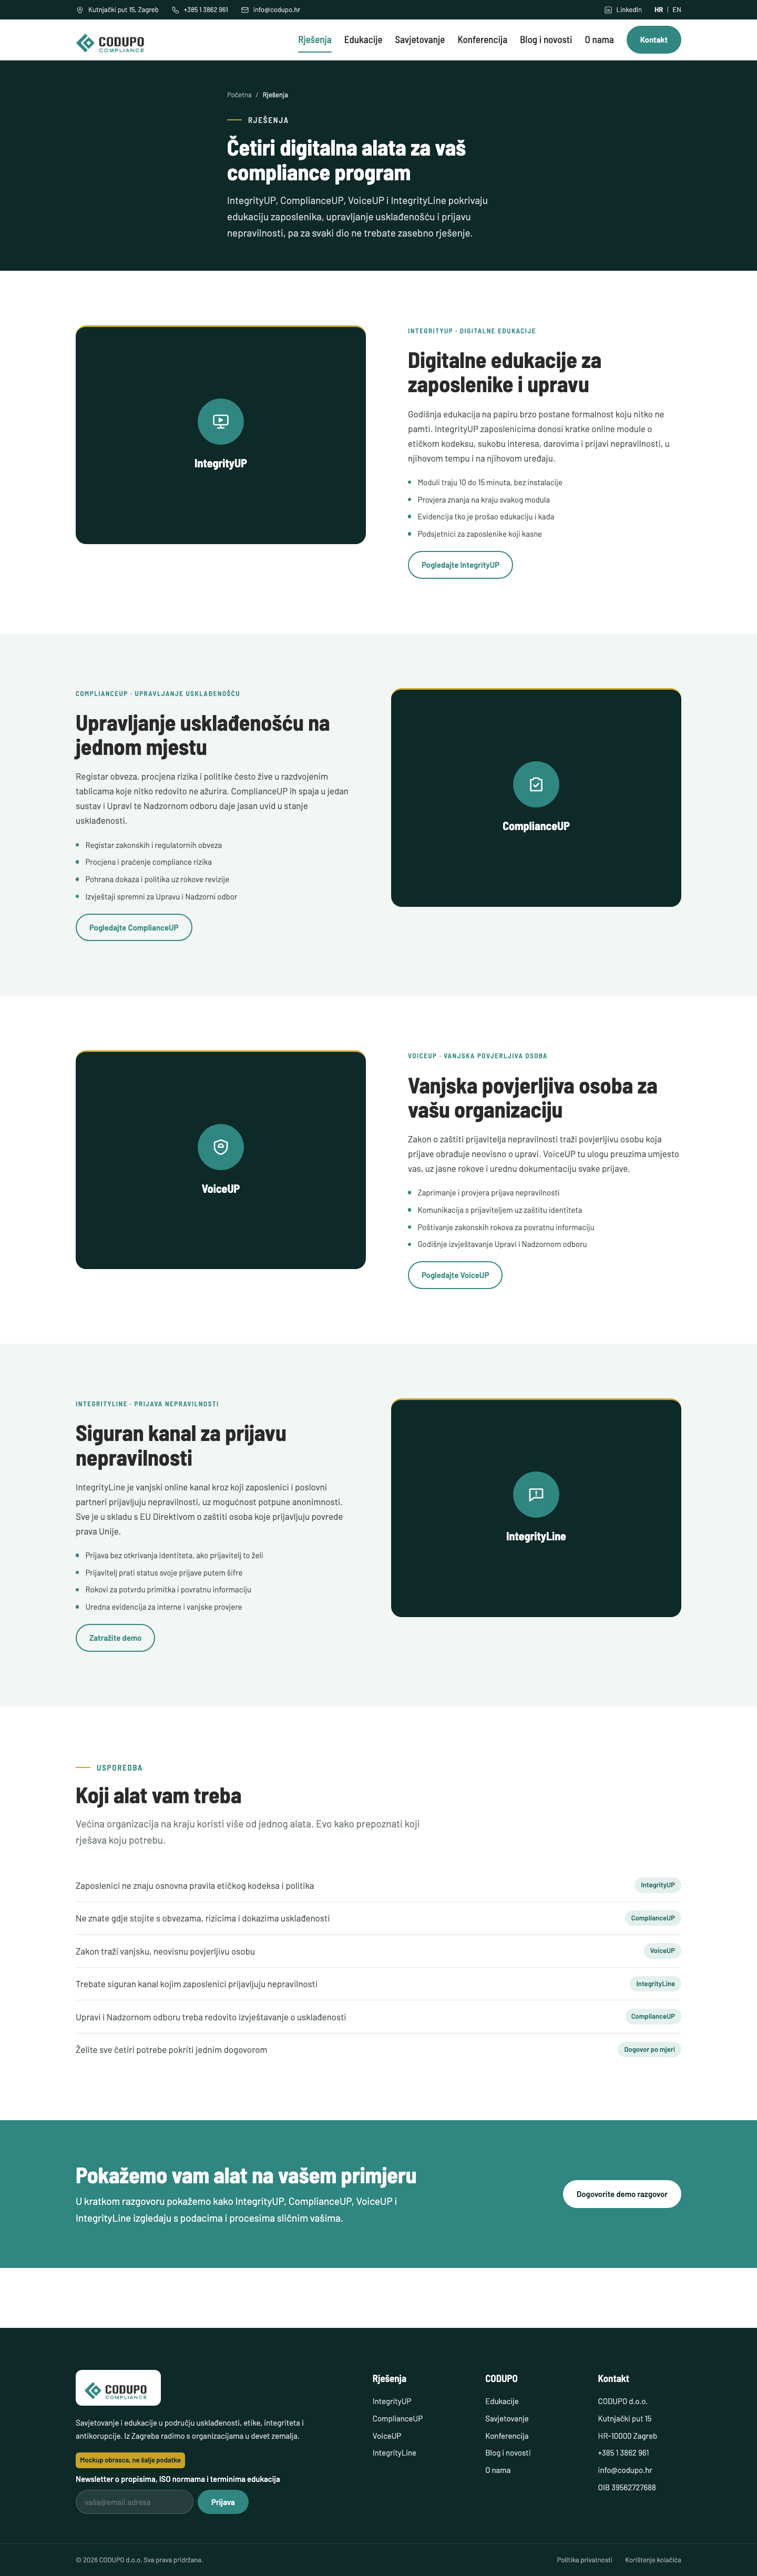 Kutnjački put 15, Zagreb +385 1 3862 961 info@codupo.hr LinkedIn HR | EN
CODUPO
COMPLIANCE
Rješenja Edukacije Savjetovanje Konferencija Blog i novosti O nama Kontakt
Početna / Rješenja
RJEŠENJA
Četiri digitalna alata za vaš
compliance program
IntegrityUP, ComplianceUP, VoiceUP i IntegrityLine pokrivaju
edukaciju zaposlenika, upravljanje usklađenošću i prijavu
nepravilnosti, pa za svaki dio ne trebate zasebno rješenje.
IntegrityUP
INTEGRITYUP · DIGITALNE EDUKACIJE
Digitalne edukacije za
zaposlenike i upravu
Godišnja edukacija na papiru brzo postane formalnost koju nitko ne
pamti. IntegrityUP zaposlenicima donosi kratke online module o
etičkom kodeksu, sukobu interesa, darovima i prijavi nepravilnosti, u
njihovom tempu i na njihovom uređaju.
Moduli traju 10 do 15 minuta, bez instalacije
Provjera znanja na kraju svakog modula
Evidencija tko je prošao edukaciju i kada
Podsjetnici za zaposlenike koji kasne
Pogledajte IntegrityUP
COMPLIANCEUP · UPRAVLJANJE USKLAĐENOŠĆU
Upravljanje usklađenošću na
jednom mjestu
Registar obveza, procjena rizika i politike često žive u razdvojenim
tablicama koje nitko redovito ne ažurira. ComplianceUP ih spaja u jedan
sustav i Upravi te Nadzornom odboru daje jasan uvid u stanje
usklađenosti.
Registar zakonskih i regulatornih obveza
Procjena i praćenje compliance rizika
Pohrana dokaza i politika uz rokove revizije
Izvještaji spremni za Upravu i Nadzorni odbor
Pogledajte ComplianceUP
ComplianceUP
VoiceUP
VOICEUP · VANJSKA POVJERLJIVA OSOBA
Vanjska povjerljiva osoba za
vašu organizaciju
Zakon o zaštiti prijavitelja nepravilnosti traži povjerljivu osobu koja
prijave obrađuje neovisno o upravi. VoiceUP tu ulogu preuzima umjesto
vas, uz jasne rokove i urednu dokumentaciju svake prijave.
Zaprimanje i provjera prijava nepravilnosti
Komunikacija s prijaviteljem uz zaštitu identiteta
Poštivanje zakonskih rokova za povratnu informaciju
Godišnje izvještavanje Upravi i Nadzornom odboru
Pogledajte VoiceUP
INTEGRITYLINE · PRIJAVA NEPRAVILNOSTI
Siguran kanal za prijavu
nepravilnosti
IntegrityLine je vanjski online kanal kroz koji zaposlenici i poslovni
partneri prijavljuju nepravilnosti, uz mogućnost potpune anonimnosti.
Sve je u skladu s EU Direktivom o zaštiti osoba koje prijavljuju povrede
prava Unije.
Prijava bez otkrivanja identiteta, ako prijavitelj to želi
Prijavitelj prati status svoje prijave putem šifre
Rokovi za potvrdu primitka i povratnu informaciju
Uredna evidencija za interne i vanjske provjere
Zatražite demo
IntegrityLine
USPOREDBA
Koji alat vam treba
Većina organizacija na kraju koristi više od jednog alata. Evo kako prepoznati koji
rješava koju potrebu.
Zaposlenici ne znaju osnovna pravila etičkog kodeksa i politika IntegrityUP
Ne znate gdje stojite s obvezama, rizicima i dokazima usklađenosti ComplianceUP
Zakon traži vanjsku, neovisnu povjerljivu osobu VoiceUP
Trebate siguran kanal kojim zaposlenici prijavljuju nepravilnosti IntegrityLine
Upravi i Nadzornom odboru treba redovito izvještavanje o usklađenosti ComplianceUP
Želite sve četiri potrebe pokriti jednim dogovorom Dogovor po mjeri
Pokažemo vam alat na vašem primjeru
U kratkom razgovoru pokažemo kako IntegrityUP, ComplianceUP, VoiceUP i
IntegrityLine izgledaju s podacima i procesima sličnim vašima.
Dogovorite demo razgovor
CODUPO
COMPLIANCE
Savjetovanje i edukacije u području usklađenosti, etike, integriteta i
antikorupcije. Iz Zagreba radimo s organizacijama u devet zemalja.
Mockup obrasca, ne šalje podatke
Newsletter o propisima, ISO normama i terminima edukacija
vaša@email.adresa Prijava
Rješenja
IntegrityUP
ComplianceUP
VoiceUP
IntegrityLine
CODUPO
Edukacije
Savjetovanje
Konferencija
Blog i novosti
O nama
Kontakt
CODUPO d.o.o.
Kutnjački put 15
HR-10000 Zagreb
+385 1 3862 961
info@codupo.hr
OIB 39562727688
© 2026 CODUPO d.o.o. Sva prava pridržana. Politika privatnosti Korištenje kolačića